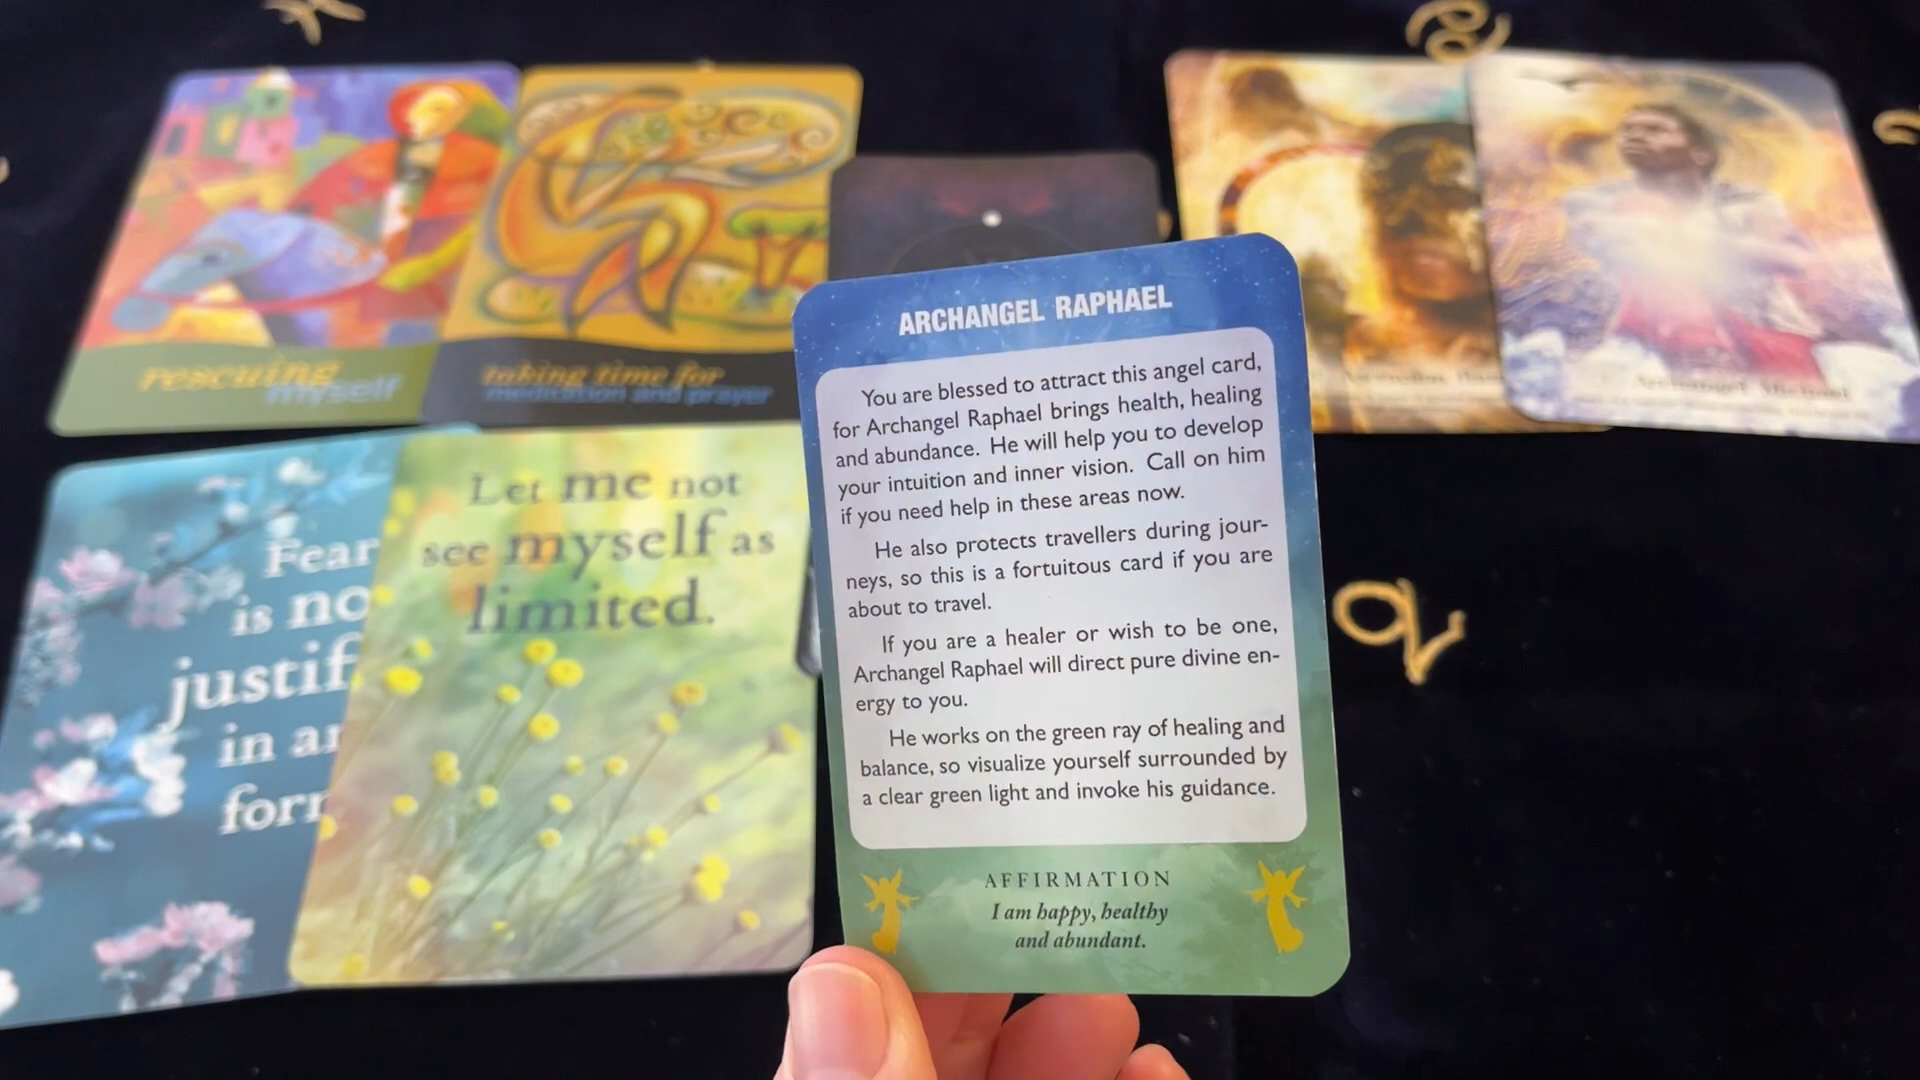 rescuing
myself
taking time for
meditation and prayer
Archangel Michael
Fear
is no
justif
in
for
Let me not
see myself as
limited.
ARCHANGEL RAPHAEL
You are blessed to attract this angel card,
for Archangel Raphael brings health, healing
and abundance. He will help you to develop
your intuition and inner vision. Call on him
if you need help in these areas now.
He also protects travellers during jour-
neys, so this is a fortuitous card if you are
about to travel.
If you are a healer or wish to be one,
Archangel Raphael will direct pure divine en-
ergy to you.
He works on the green ray of healing and
balance, so visualize yourself surrounded by
a clear green light and invoke his guidance.
AFFIRMATION
I am happy, healthy
and abundant.